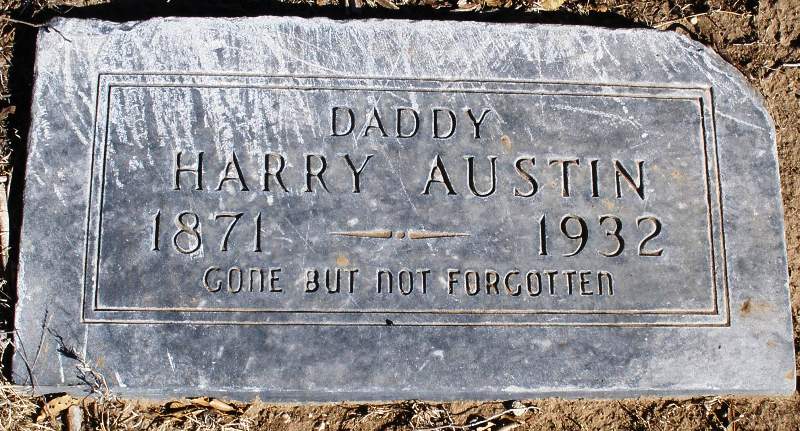 DADDY
HARRY AUSTIN
1871 1932
GONE BUT NOT FORGOTTEN